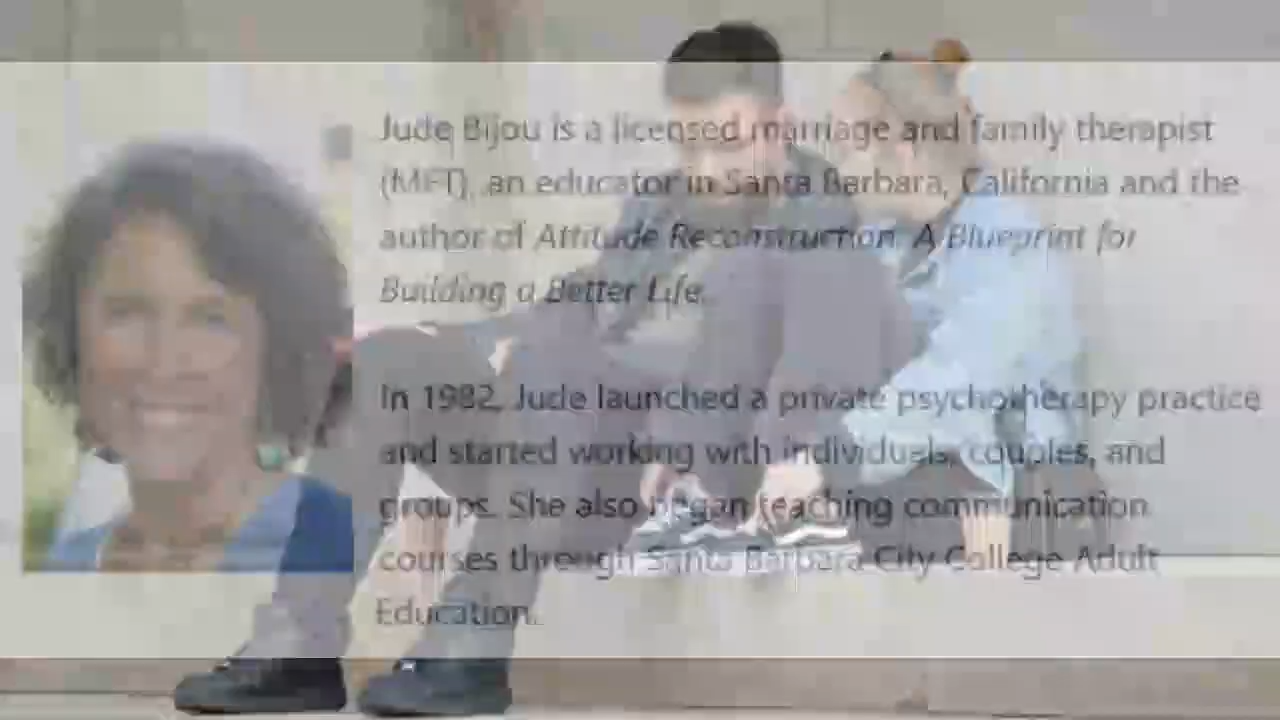 Jude Bijou is a licensed marriage and family therapist
(MFT), an educator in Santa Barbara, California and the
author of Attitude Reconstruction: A Blueprint for
Building a Better Life.
In 1982, Jude launched a private psychotherapy practice
and started working with individuals, couples, and
groups. She also began teaching communication
courses through Santa Barbara City College Adult
Education.